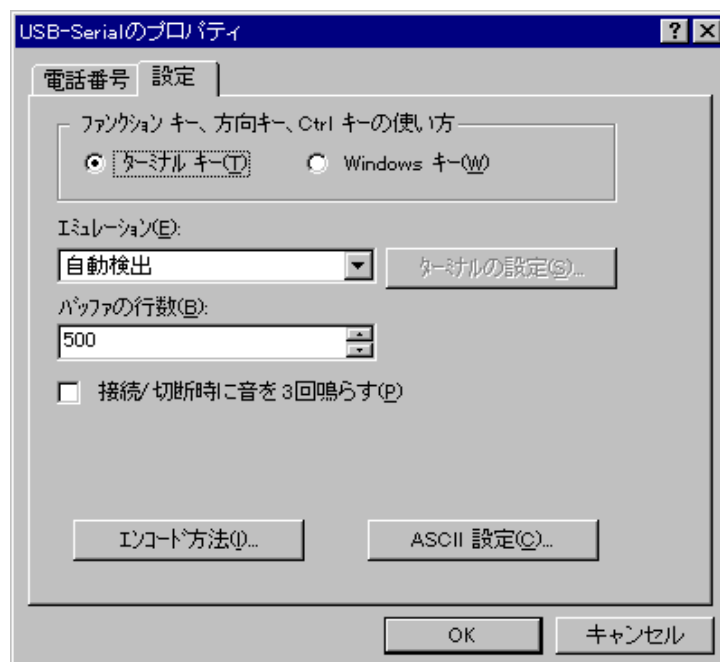 USB-Serialのプロパティ
電話番号 設定
ﾌｧﾝｸｼｮﾝ キー、方向キー、Ctrl キーの使い方
ﾀｰﾐﾅﾙ キー(T) Windows キー(W)
ｴﾐｭﾚｰｼｮﾝ(E):
自動検出 ﾀｰﾐﾅﾙの設定(S)...
ﾊﾞｯﾌｧの行数(B):
500
接続/切断時に音を3回鳴らす(P)
ｴﾝｺｰﾄﾞ方法(I)... ASCII 設定(C)...
OK キャンセル